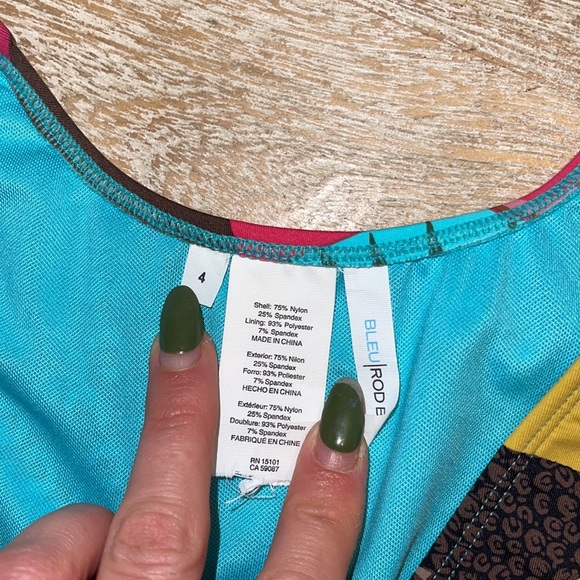 4
Shell: 75% Nylon
25% Spandex
Lining: 93% Polyester
7% Spandex
MADE IN CHINA
Exterior: 75% Nilon
25% Spandex
Forro: 93% Poliester
7% Spandex
HECHO EN CHINA
Extérieur: 75% Nylon
25% Spandex
Doublure: 93% Polyester
7% Spandex
FABRIQUÉ EN CHINE
RN 15101
CA 59087
BLEU|ROD E